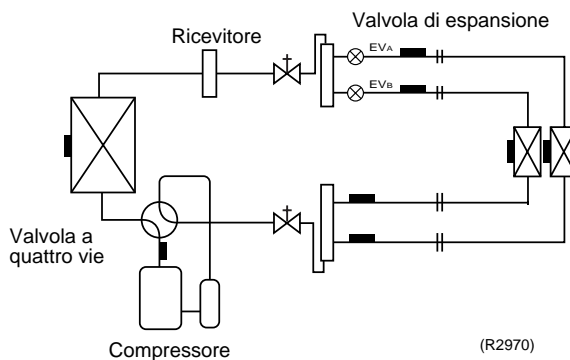 Valvola di espansione
Ricevitore
EVA
EVB
Valvola a
quattro vie
Compressore
(R2970)